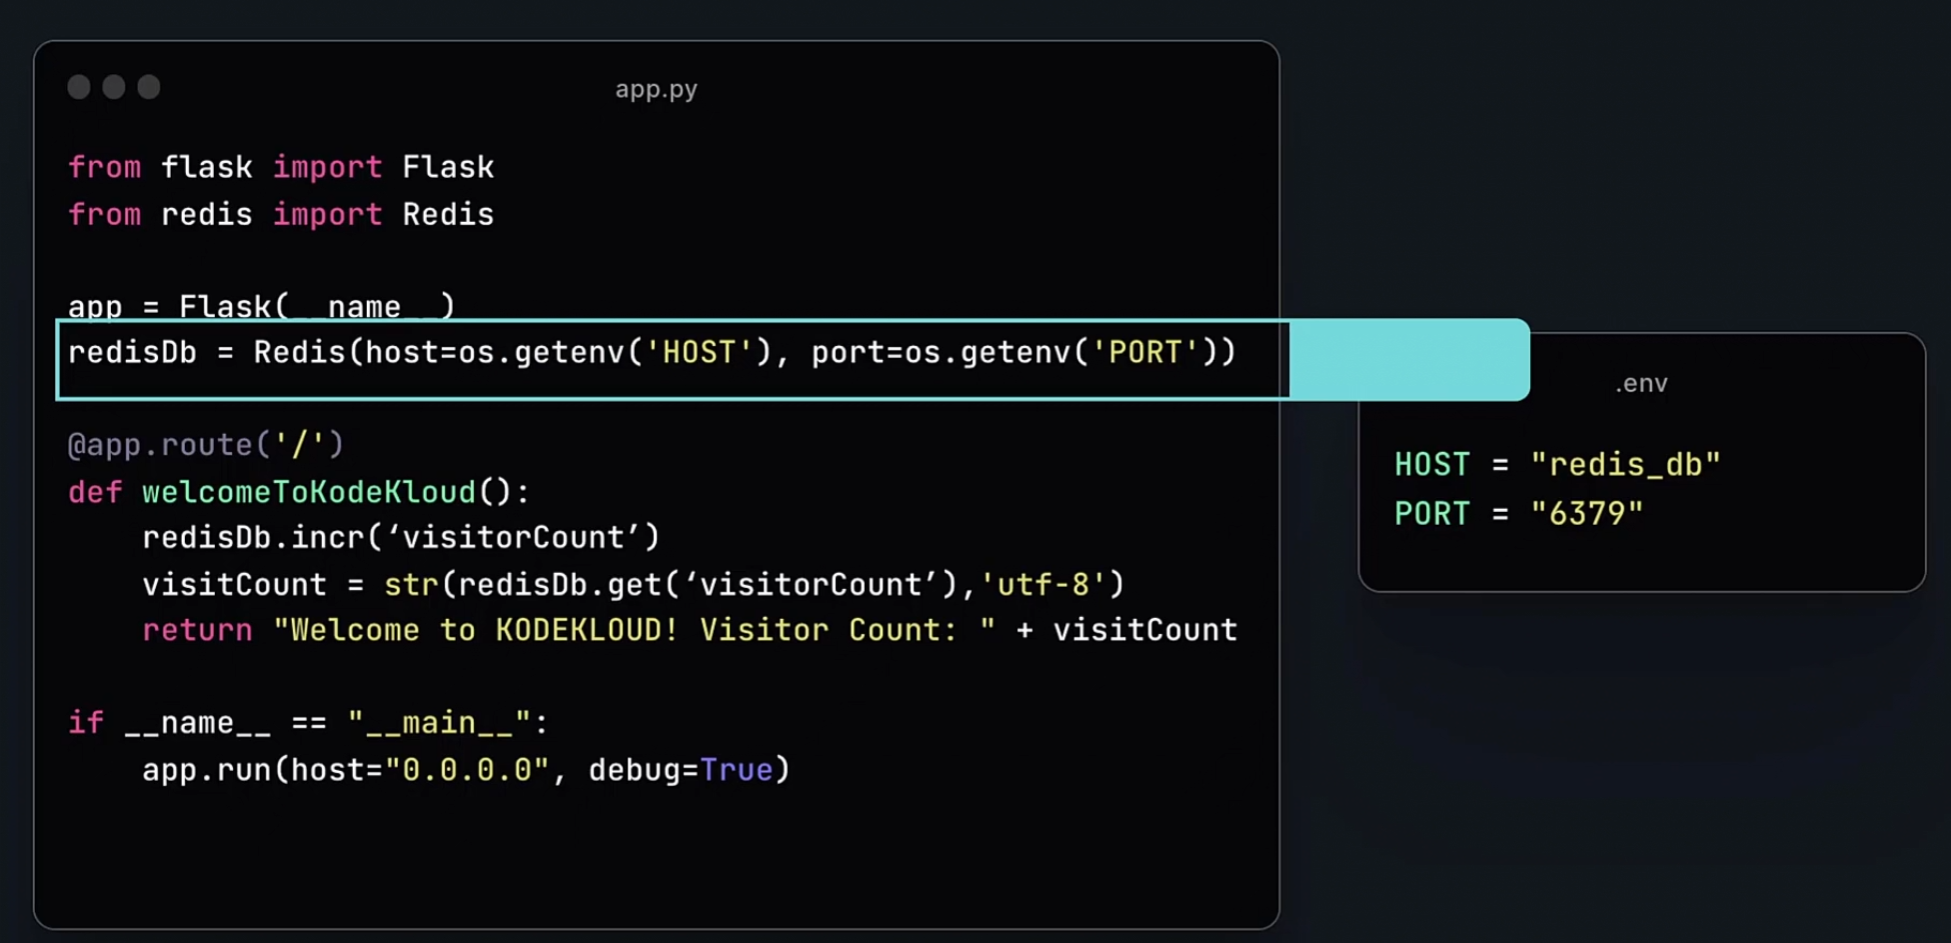 app.py
from flask import Flask
from redis import Redis
app = Flask(__name__)
redisDb = Redis(host=os.getenv('HOST'), port=os.getenv('PORT'))
@app.route('/')
def welcomeToKodeKloud():
    redisDb.incr(‘visitorCount’)
    visitCount = str(redisDb.get(‘visitorCount’),'utf-8')
    return "Welcome to KODEKLOUD! Visitor Count: " + visitCount
if __name__ == "__main__":
    app.run(host="0.0.0.0", debug=True)
.env
HOST = "redis_db"
PORT = "6379"